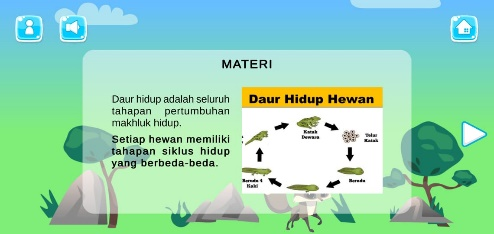 MATERI
Daur hidup adalah seluruh
tahapan pertumbuhan
makhluk hidup.
Setiap hewan memiliki :
tahapan siklus hidup
yang berbeda-beda.
Daur Hidup Hewan
Katak
Dewasa
Telur
Katak
Berudu
Berudu 4
Kaki